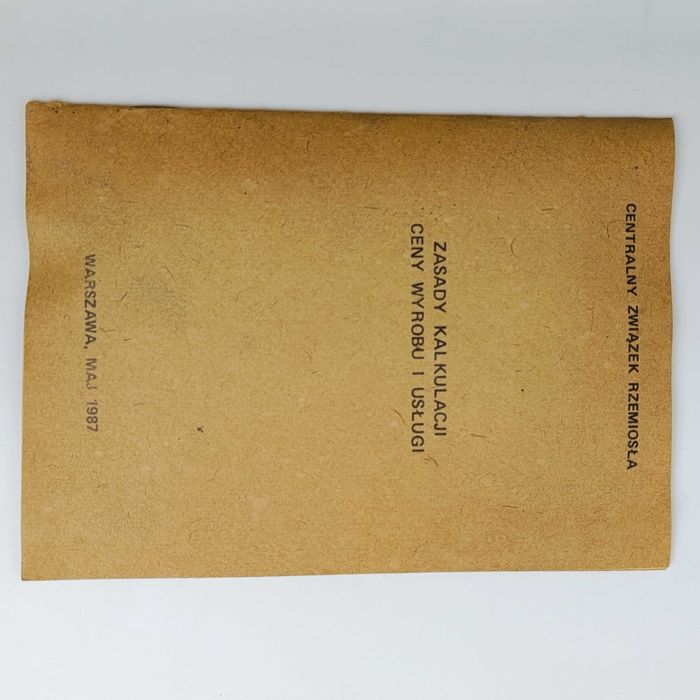 CENTRALNY ZWIĄZEK RZEMIOSŁA
ZASADY KALKULACJI
CENY WYROBU I USŁUGI
WARSZAWA, MAJ 1987